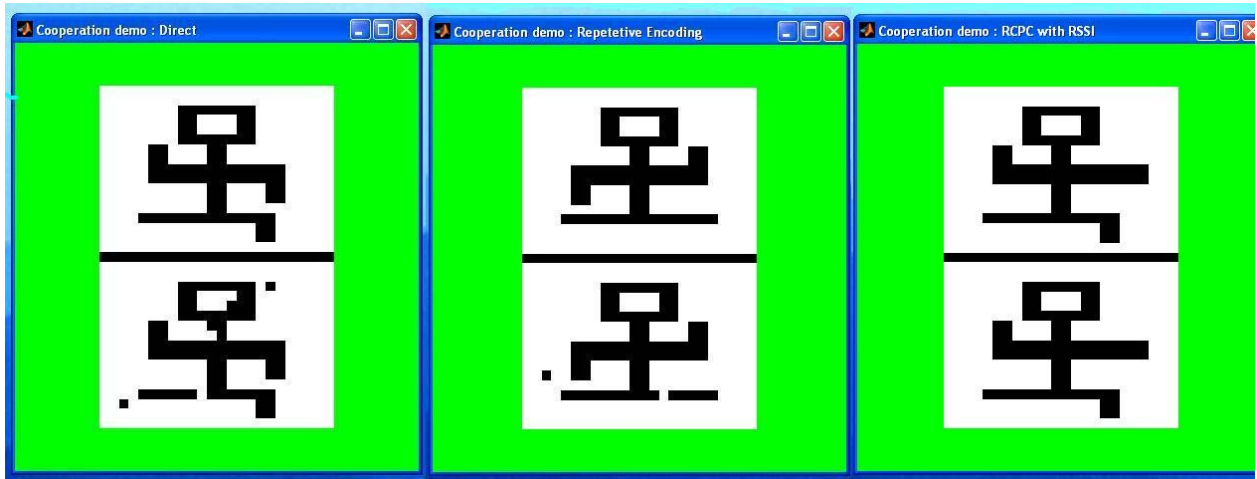 Cooperation demo : Direct
Cooperation demo : Repetetive Encoding
Cooperation demo : RCPC with RSSI